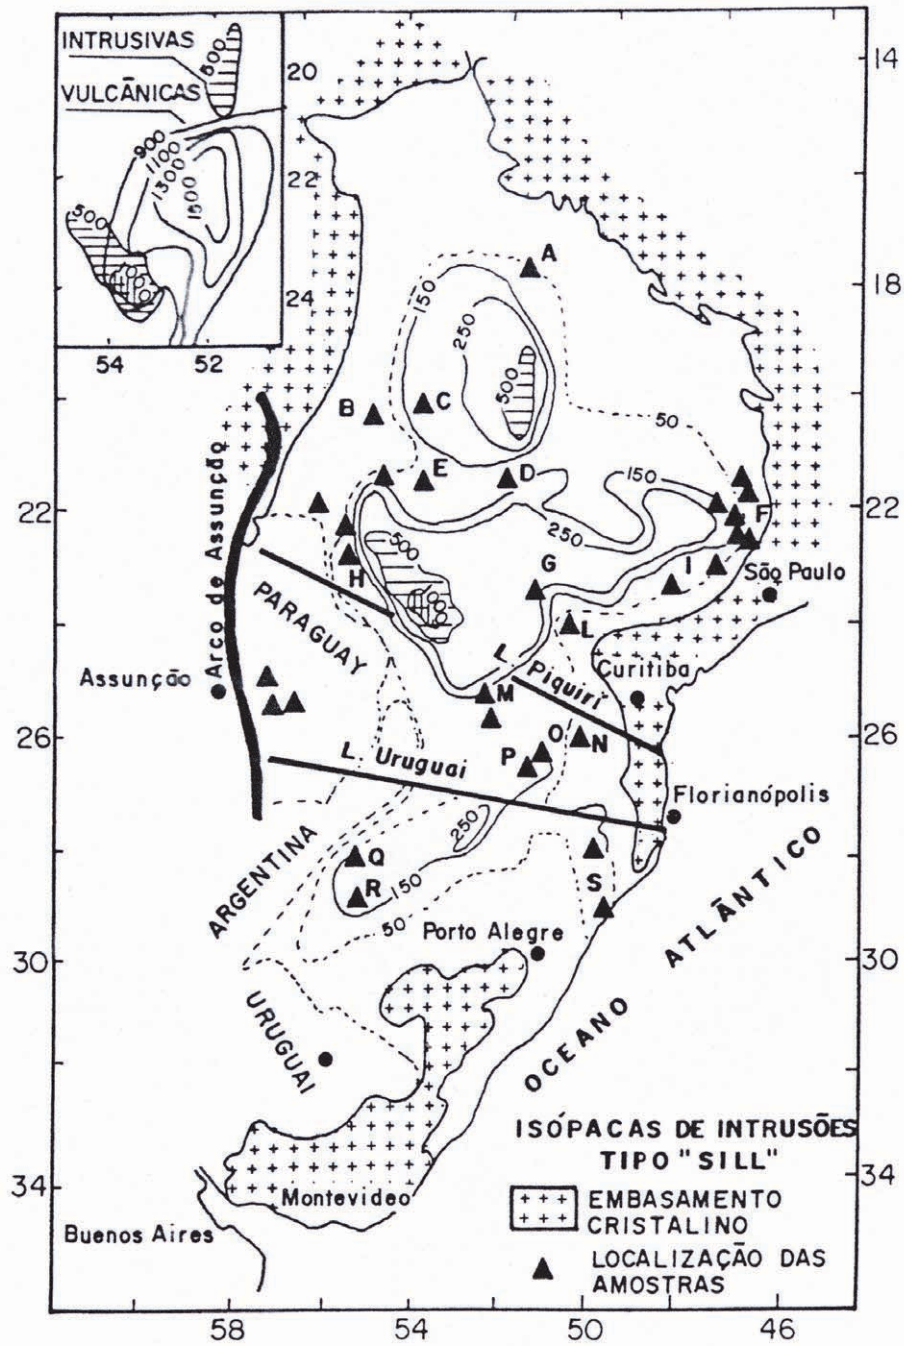 INTRUSIVAS
VULCÂNICAS
500
900
1100
1300
1500
500
20
22
24
54
52
14
18
22
26
30
34
22
26
30
34
58
54
50
46
A
150
250
500
B
C
50
E
D
150
F
250
500
G
H
I
São Paulo
Arco de Assunção
PARAGUAY
L
L. Piquiri
Curitiba
Assunção
M
O
N
P
L. Uruguai
Florianópolis
250
ARGENTINA
Q
R
150
50
S
Porto Alegre
OCEANO ATLÂNTICO
URUGUAI
Montevideo
Buenos Aires
ISÓPACAS DE INTRUSÕES
TIPO "SILL"
EMBASAMENTO
CRISTALINO
LOCALIZAÇÃO DAS
AMOSTRAS